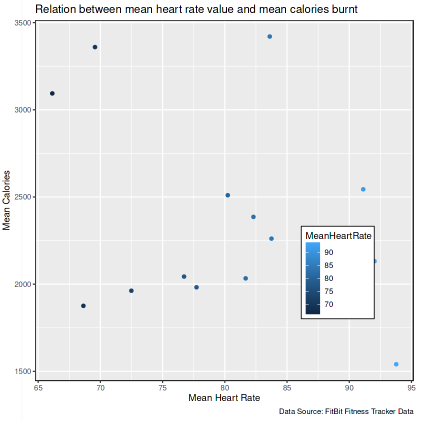 Relation between mean heart rate value and mean calories burnt
3500
3000
2500
2000
1500
Mean Calories
MeanHeartRate
90
85
80
75
70
65 70 75 80 85 90 95
Mean Heart Rate
Data Source: FitBit Fitness Tracker Data